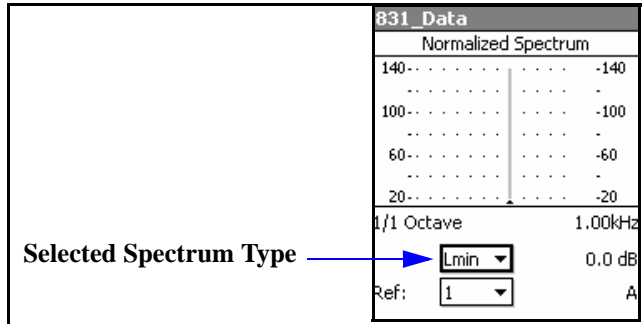 831_Data
Normalized Spectrum
140 -140
100 -100
60 -60
20 -20
1/1 Octave 1.00kHz
Selected Spectrum Type Lmin 0.0 dB
Ref: 1 A